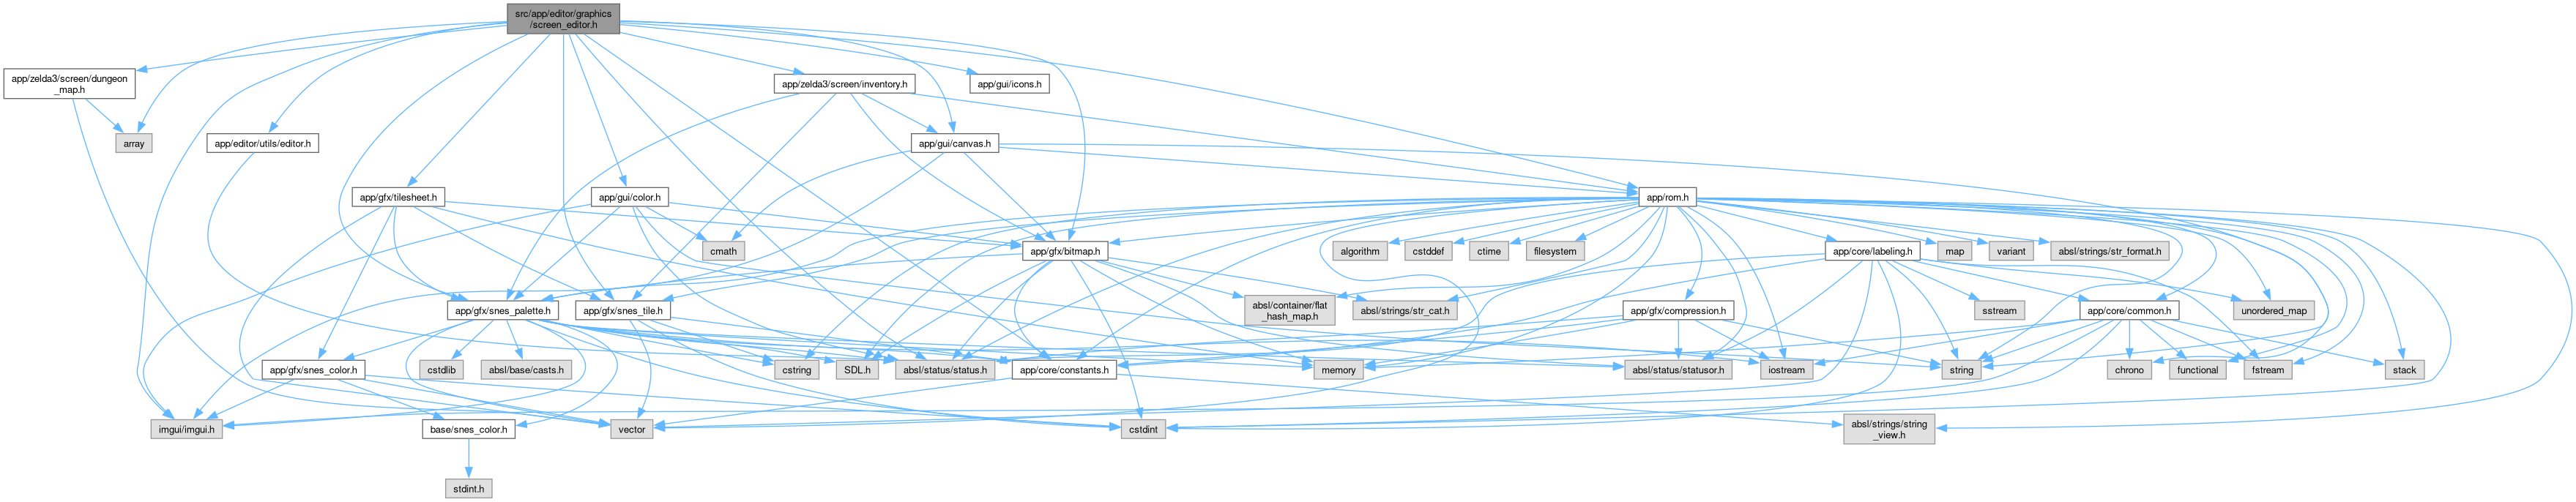 src/app/editor/graphics
/screen_editor.h
app/zelda3/screen/dungeon
_map.h
app/zelda3/screen/inventory.h
app/gui/icons.h
array
app/editor/utils/editor.h
app/gui/canvas.h
app/gfx/tilesheet.h
app/gui/color.h
app/rom.h
cmath
app/gfx/bitmap.h
algorithm
cstddef
ctime
filesystem
app/core/labeling.h
map
variant
absl/strings/str_format.h
app/gfx/snes_palette.h
app/gfx/snes_tile.h
absl/container/flat
_hash_map.h
absl/strings/str_cat.h
app/gfx/compression.h
sstream
app/core/common.h
unordered_map
app/gfx/snes_color.h
cstdlib
absl/base/casts.h
cstring
SDL.h
absl/status/status.h
app/core/constants.h
memory
absl/status/statusor.h
iostream
string
chrono
functional
fstream
stack
imgui/imgui.h
base/snes_color.h
vector
cstdint
absl/strings/string
_view.h
stdint.h